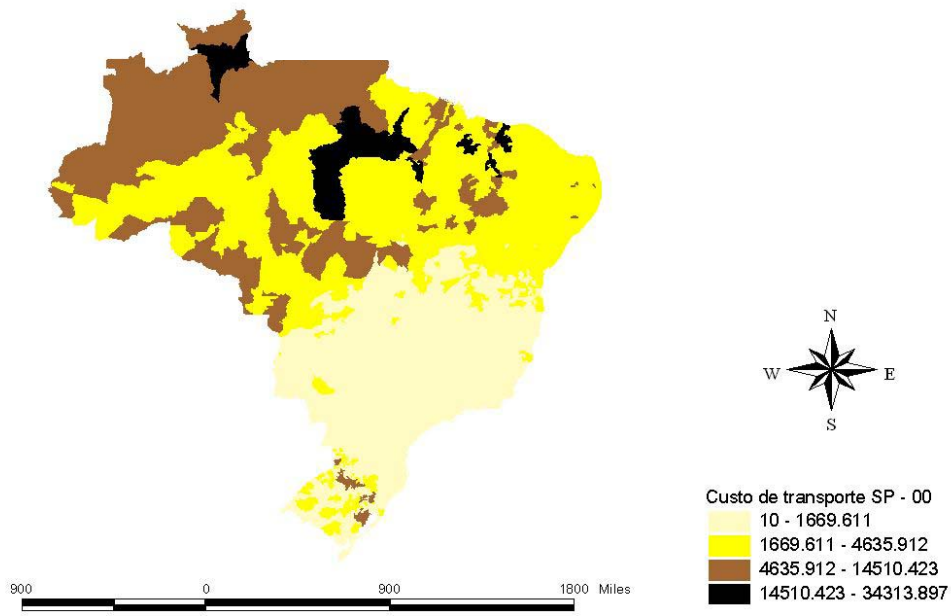 N
W E
S
Custo de transporte SP - 00
10 - 1669.611
1669.611 - 4635.912
4635.912 - 14510.423
14510.423 - 34313.897
900 0 900 1800 Miles